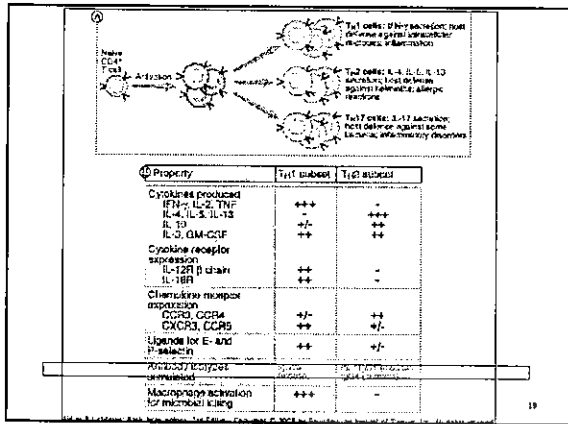 A
Naive
CD4+
T cell
Activation
TH1 cells: IFN-γ secretion; host
defense against intracellular
microbes; inflammation
TH2 cells: IL-4, IL-5, IL-13
secretion; host defense
against helminths; allergic
reactions
TH17 cells: IL-17 secretion;
host defense against some
bacteria; inflammatory disorders
B Property TH1 subset TH2 subset
Cytokines produced
IFN-γ, IL-2, TNF +++ -
IL-4, IL-5, IL-13 - +++
IL-10 +/- ++
IL-3, GM-CSF ++ ++
Cytokine receptor
expression
IL-12R β chain ++ -
IL-18R ++ -
Chemokine receptor
expression
CCR3, CCR4 +/- ++
CXCR3, CCR5 ++ +/-
Ligands for E- and
P-selectin ++ +/-
Antibody isotypes
stimulated
Macrophage activation
for microbial killing +++ -
19